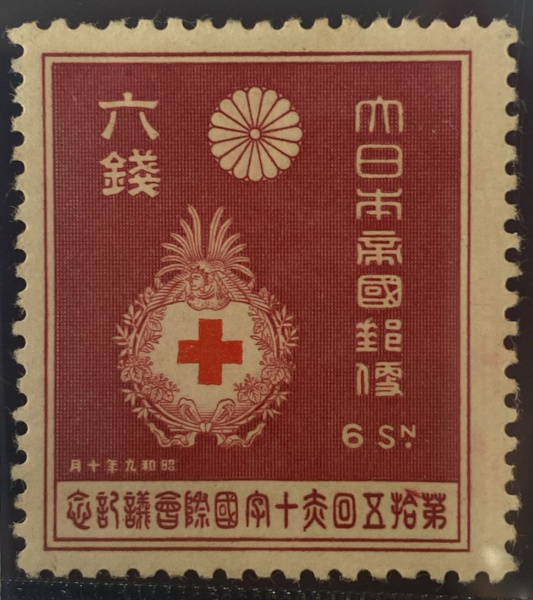 六錢
大日本帝國郵便
6 SN.
月十年九和昭
念記議會際國字十赤回五拾第